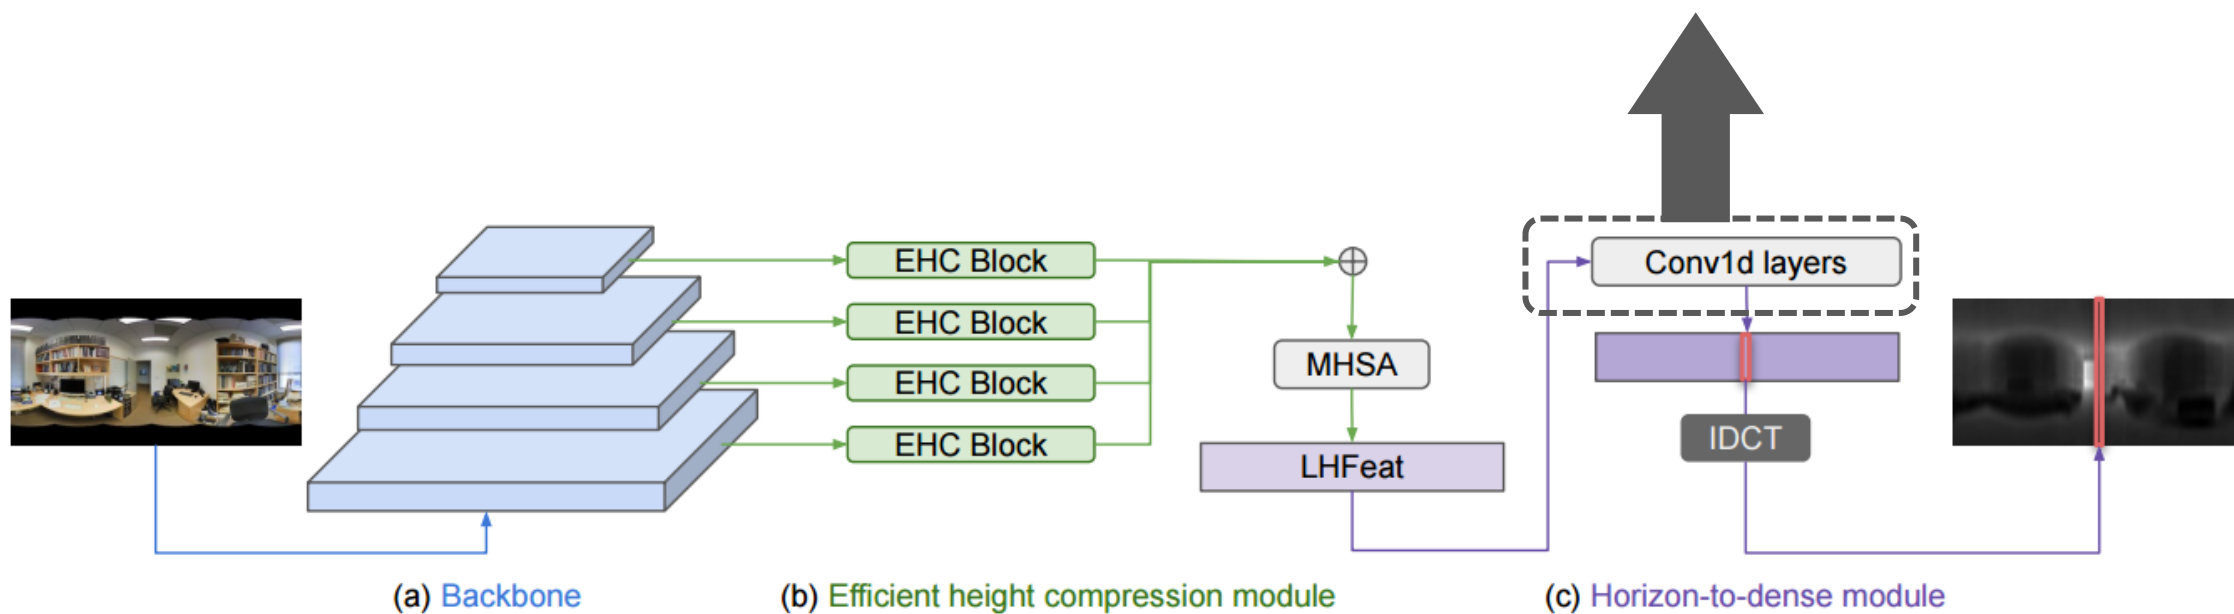 EHC Block
EHC Block
EHC Block
EHC Block
MHSA
LHFeat
Conv1d layers
IDCT
(a) Backbone
(b) Efficient height compression module
(c) Horizon-to-dense module